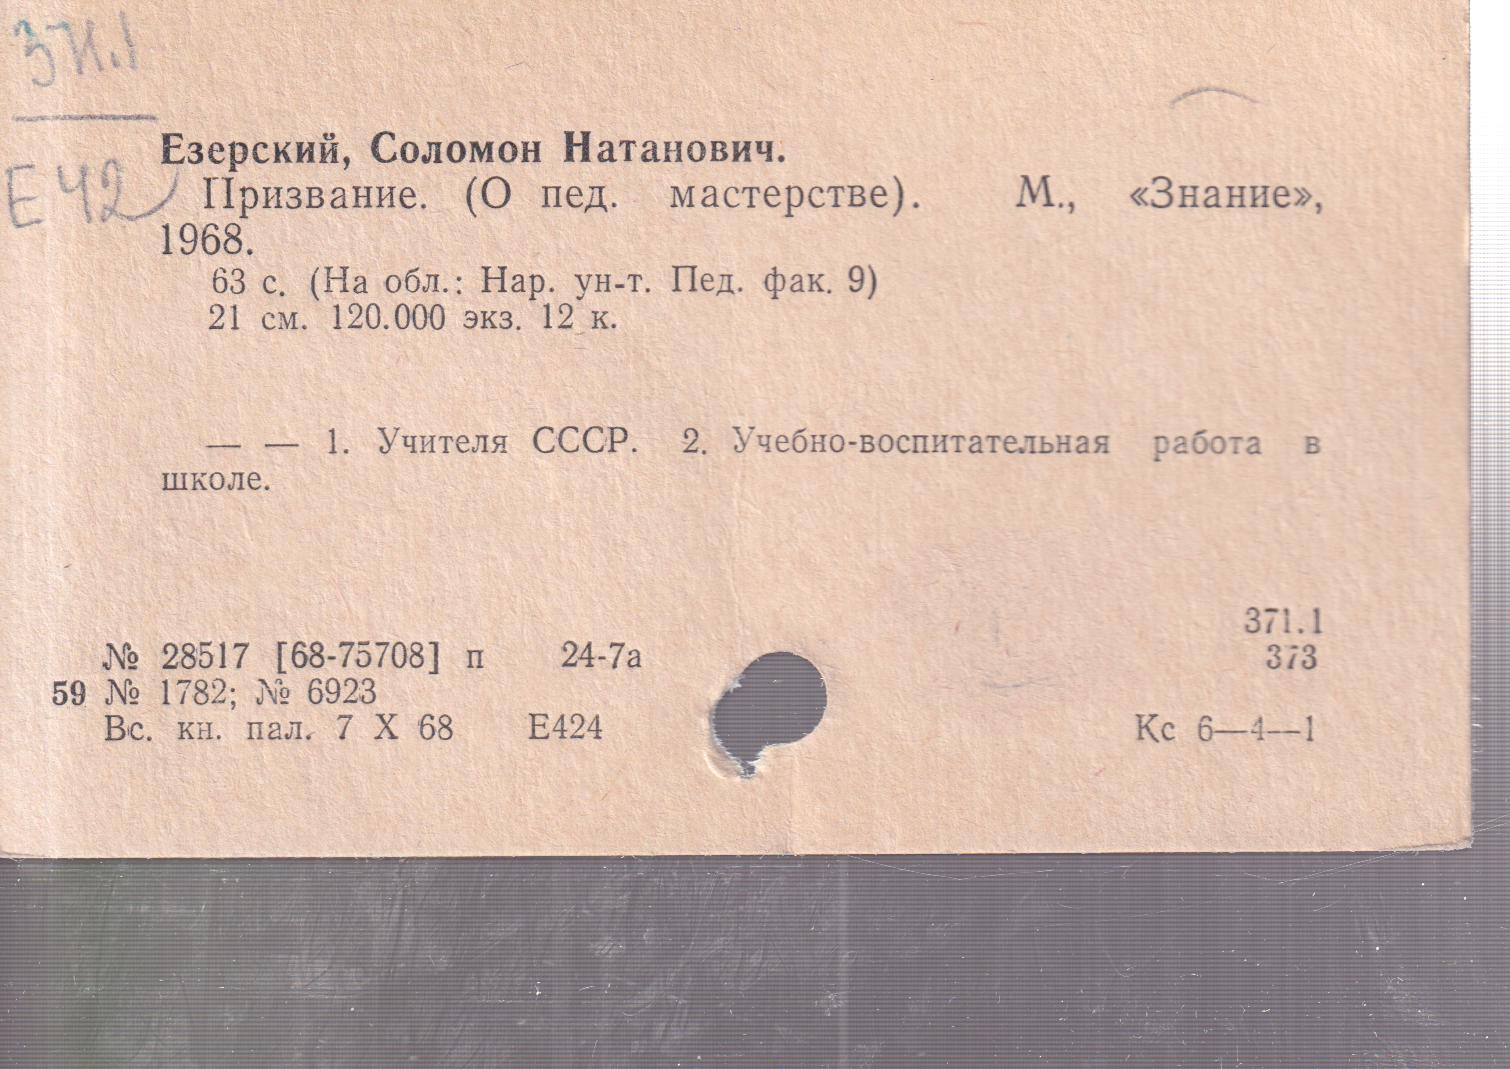 371.1
Е 42
Езерский, Соломон Натанович.
Призвание. (О пед. мастерстве). М., «Знание»,
1968.
63 с. (На обл.: Нар. ун-т. Пед. фак. 9)
21 см. 120.000 экз. 12 к.
— — 1. Учителя СССР. 2. Учебно-воспитательная работа в
школе.
371.1
№ 28517 [68-75708] п 24-7а 373
59 № 1782; № 6923
Вс. кн. пал. 7 X 68 Е424 Кс 6—4—1